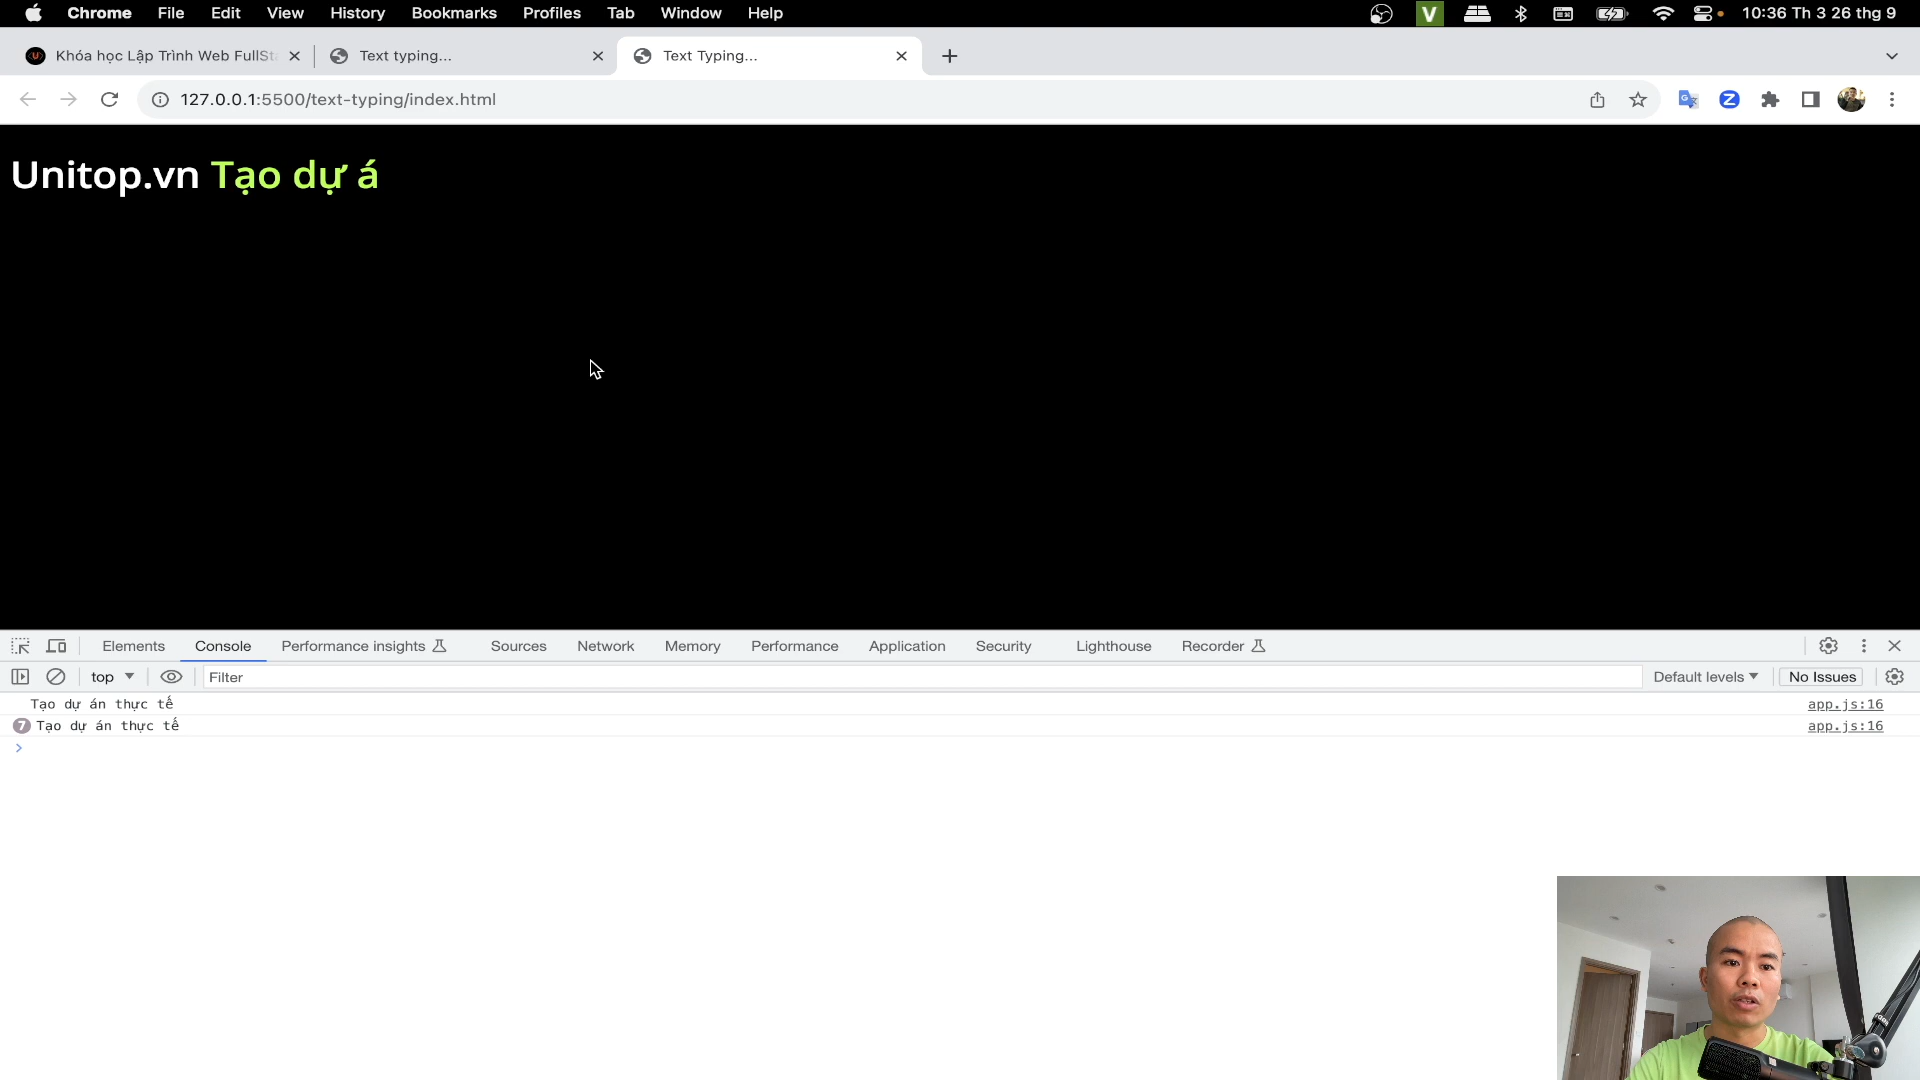 Chrome File Edit View History Bookmarks Profiles Tab Window Help V 10:36 Th 3 26 thg 9
Khóa học Lập Trình Web FullSta Text typing... Text Typing...
127.0.0.1:5500/text-typing/index.html
Unitop.vn Tạo dự á
Elements Console Performance insights Sources Network Memory Performance Application Security Lighthouse Recorder
top Filter Default levels No Issues
Tạo dự án thực tế app.js:16
7 Tạo dự án thực tế app.js:16